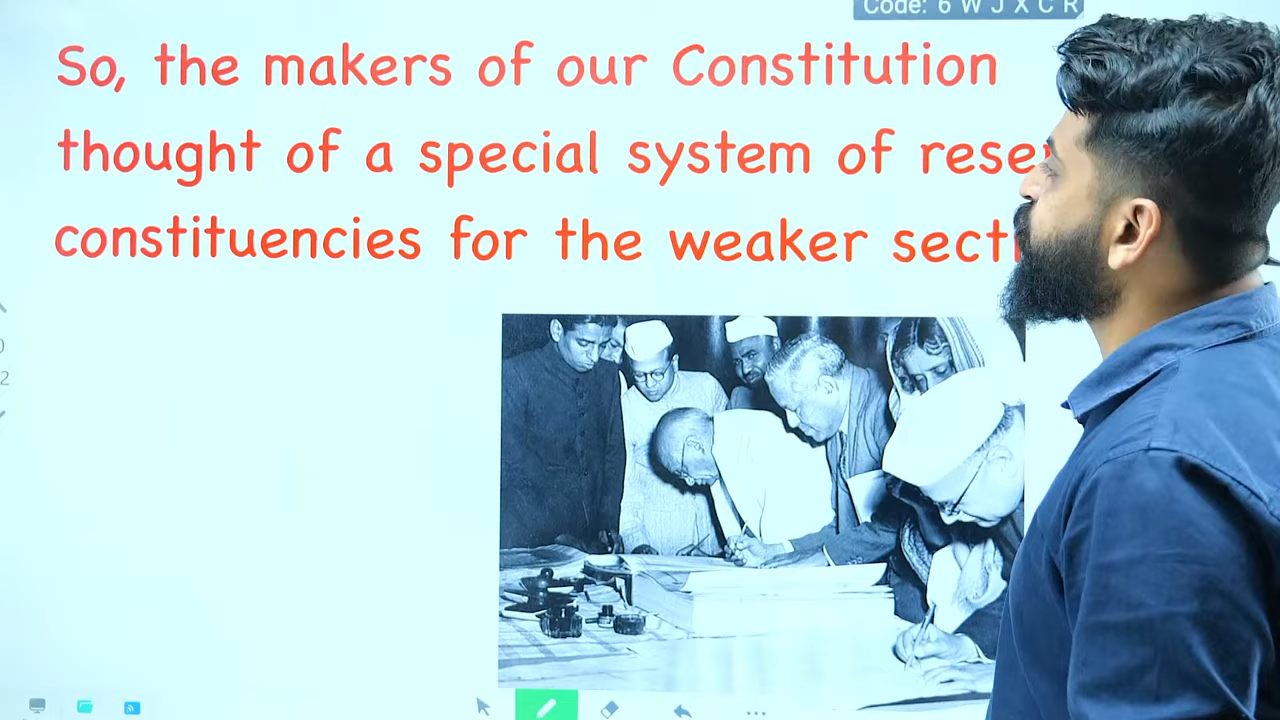 Code: 6 W J X C R
So, the makers of our Constitution
thought of a special system of
constituencies for the weaker